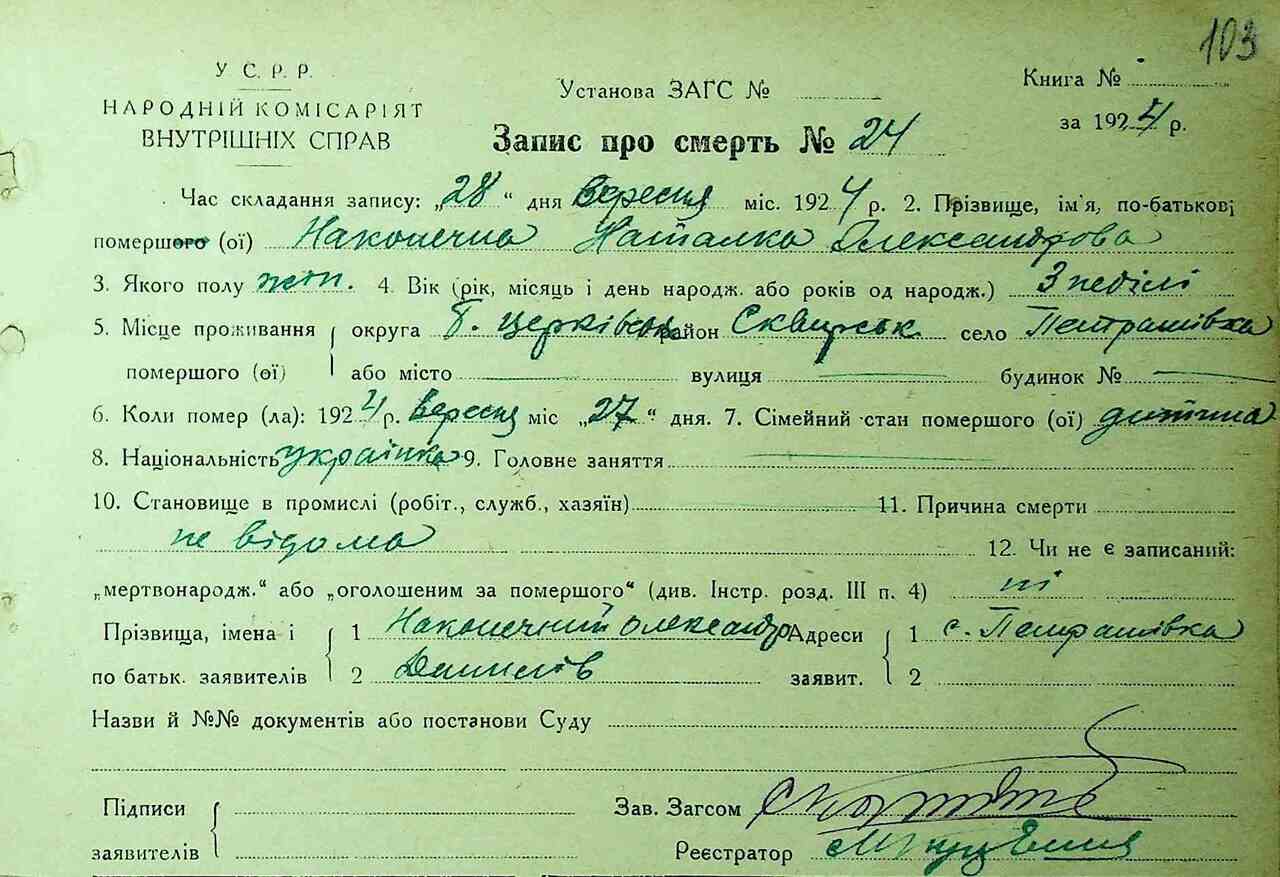 103
У С. Р. Р.
НАРОДНІЙ КОМІСАРІЯТ
ВНУТРІШНІХ СПРАВ
Установа ЗАГС №
Книга №
за 1924 р.
Запис про смерть № 24
Час складання запису: „28“ дня Вересня міс. 1924 р. 2. Прізвище, ім'я, по-батькові
помершого (ої) Наконечна Наталка Олександрова
3. Якого полу жін. 4. Вік (рік, місяць і день народж. або років од народж.) 3 неділі
5. Місце проживання округа Б. Церківськ район Сквирськ село Петрашівка
помершого (ої) або місто вулиця будинок №
6. Коли помер (ла): 1924 р. Вересня міс „27“ дня. 7. Сімейний стан помершого (ої) дитина
8. Національність українка 9. Головне заняття
10. Становище в промислі (робіт., служб., хазяїн) 11. Причина смерти
не відома 12. Чи не є записаний:
„мертвонародж.“ або „оголошеним за помершого“ (див. Інстр. розд. III п. 4) ні
Прізвища, імена і 1 Наконечний Олександр Адреси 1 с. Петрашівка
по батьк. заявителів 2 Данилів заявит. 2
Назви й №№ документів або постанови Суду
Підписи Зав. Загсом
заявителів Реєстратор